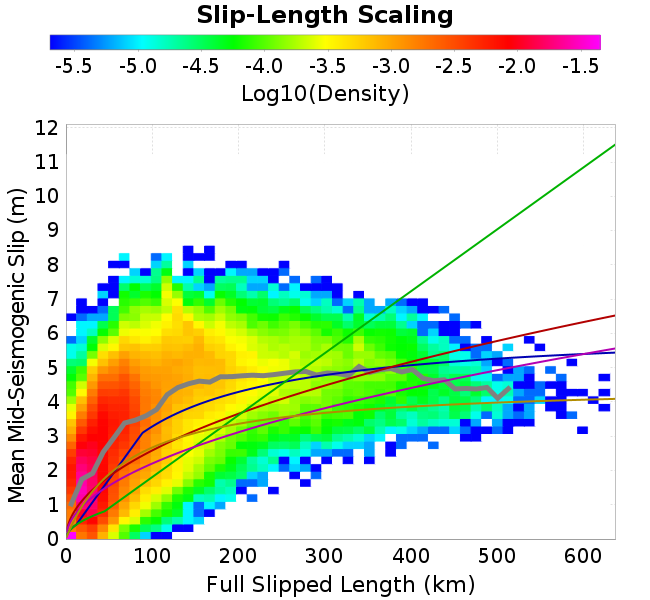 Slip-Length Scaling
-5.5 -5.0 -4.5 -4.0 -3.5 -3.0 -2.5 -2.0 -1.5
Log10(Density)
12
11
10
9
8
7
6
5
4
3
2
1
0
Mean Mid-Seismogenic Slip (m)
0 100 200 300 400 500 600
Full Slipped Length (km)